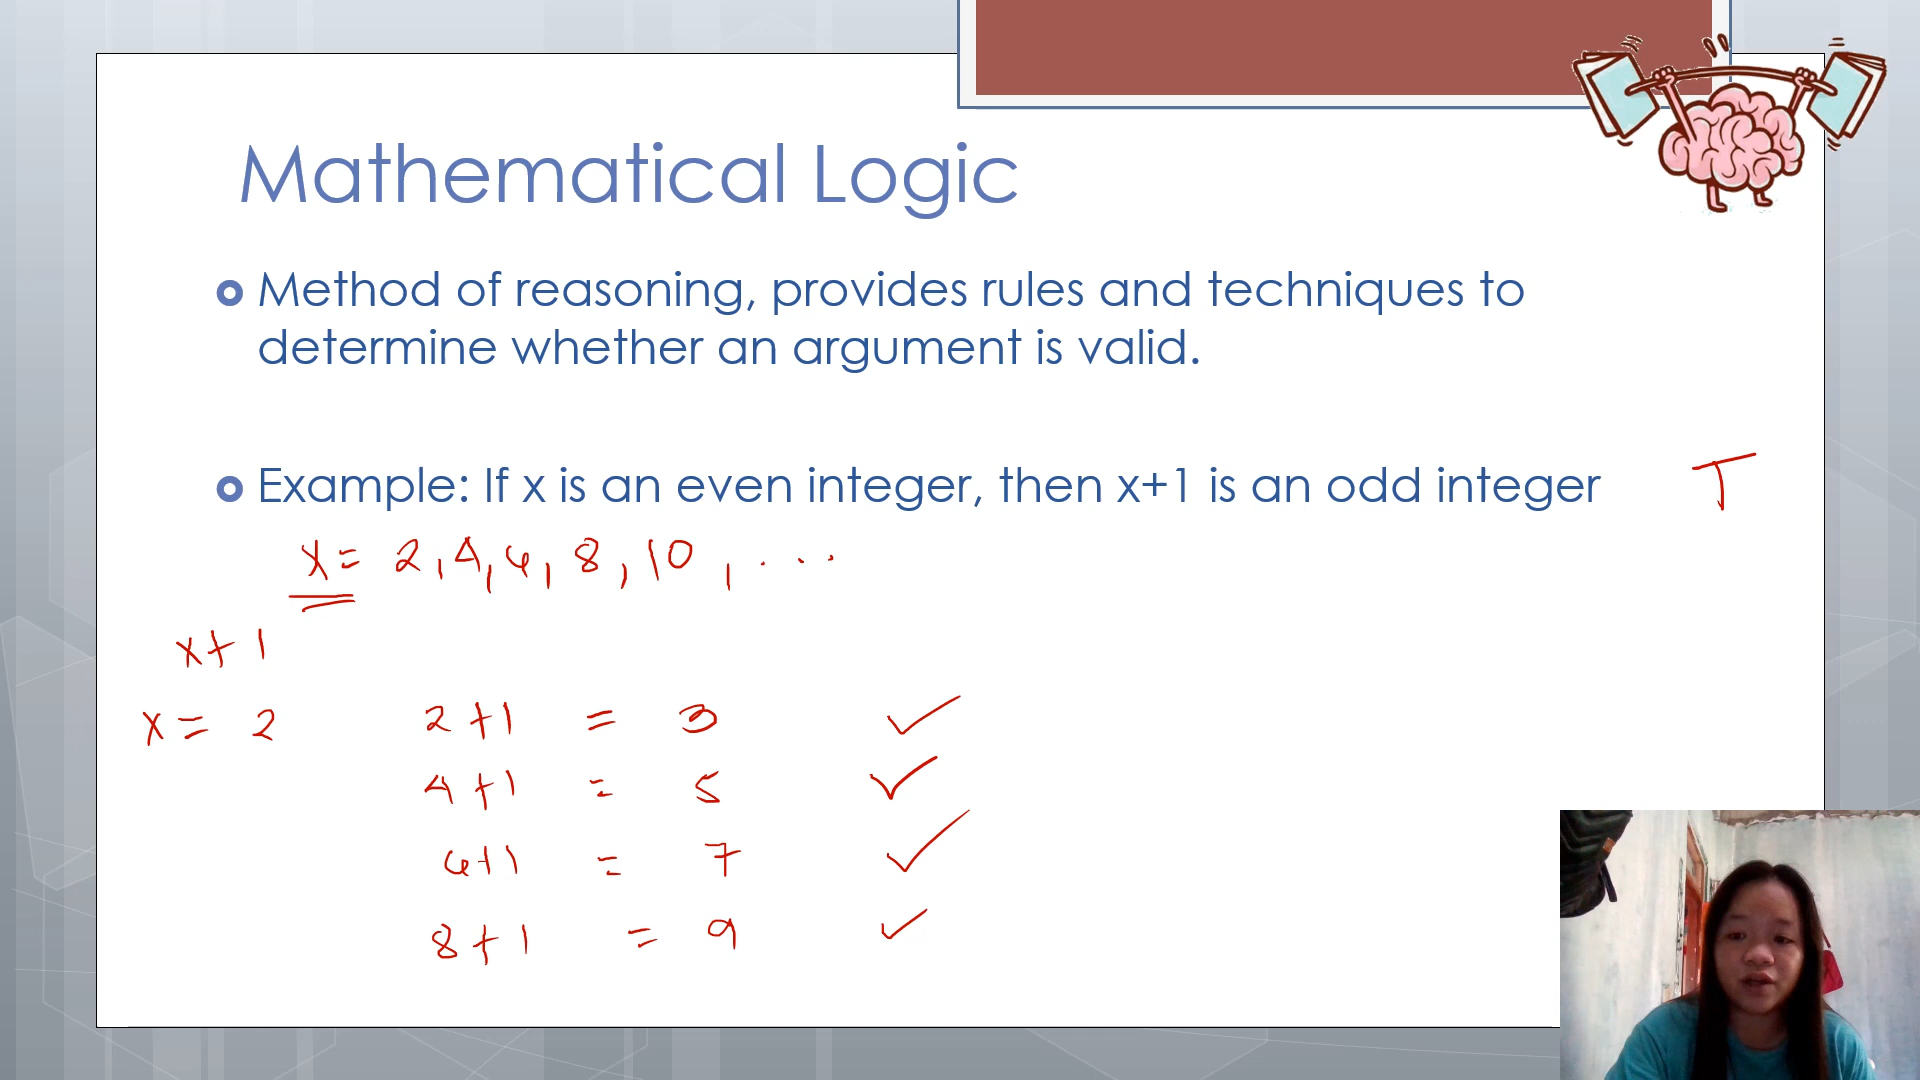 Mathematical Logic
Method of reasoning, provides rules and techniques to
determine whether an argument is valid.
Example: If x is an even integer, then x+1 is an odd integer T
x = 2, 4, 6, 8, 10, ...
x+1
x = 2 2+1 = 3 ✓
4+1 = 5 ✓
6+1 = 7 ✓
8+1 = 9 ✓